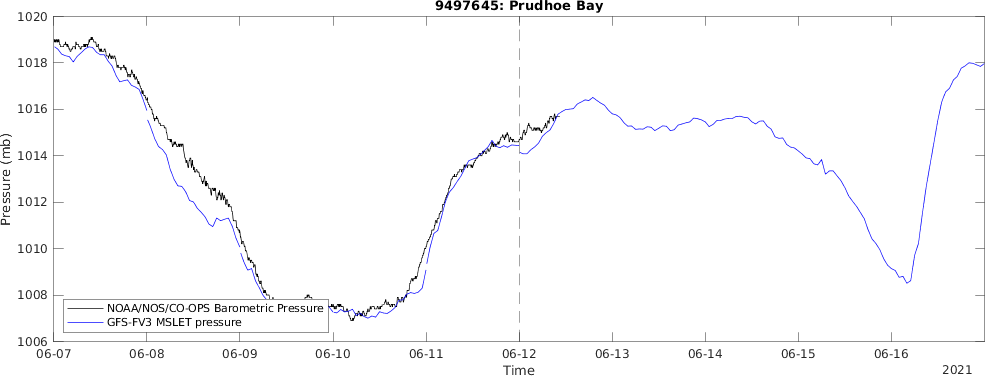 9497645: Prudhoe Bay
1020
1018
1016
1014
1012
1010
1008
1006
Pressure (mb)
NOAA/NOS/CO-OPS Barometric Pressure
GFS-FV3 MSLET pressure
06-07 06-08 06-09 06-10 06-11 06-12 06-13 06-14 06-15 06-16
Time
2021